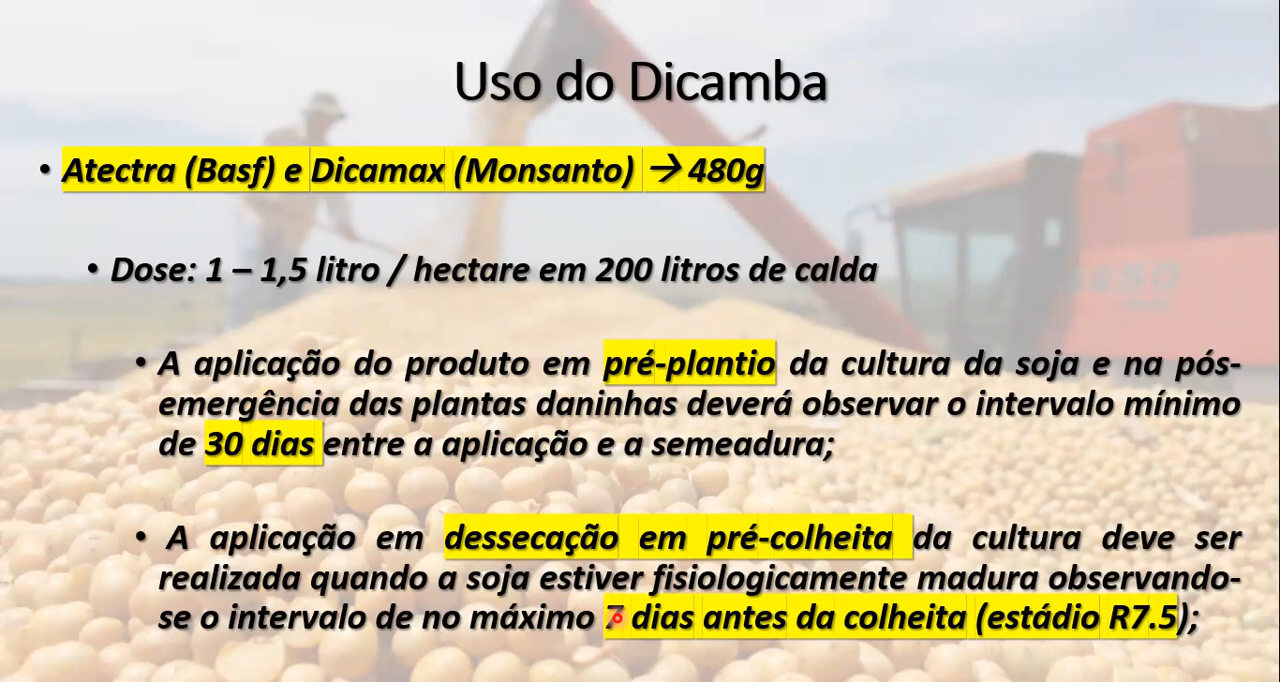 Uso do Dicamba
• Atectra (Basf) e Dicamax (Monsanto) → 480g
• Dose: 1 – 1,5 litro / hectare em 200 litros de calda
• A aplicação do produto em pré-plantio da cultura da soja e na pós-
emergência das plantas daninhas deverá observar o intervalo mínimo
de 30 dias entre a aplicação e a semeadura;
• A aplicação em dessecação em pré-colheita da cultura deve ser
realizada quando a soja estiver fisiologicamente madura observando-
se o intervalo de no máximo 7 dias antes da colheita (estádio R7.5);